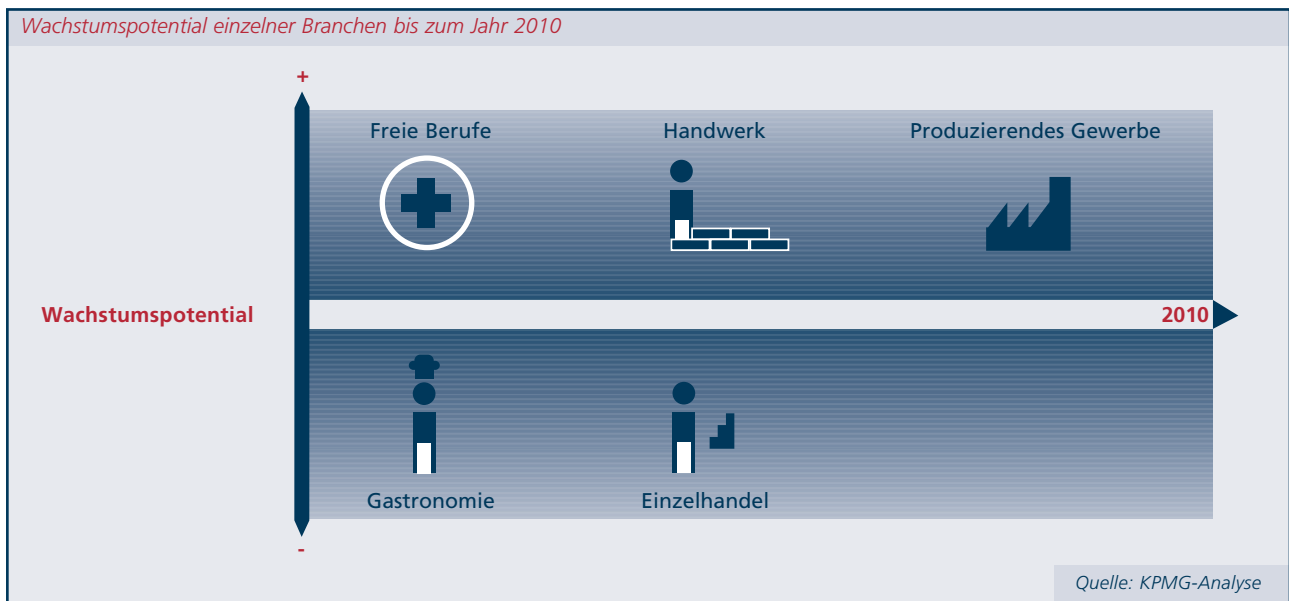 Wachstumspotential einzelner Branchen bis zum Jahr 2010
+
Freie Berufe
Handwerk
Produzierendes Gewerbe
Wachstumspotential
2010
Gastronomie
Einzelhandel
-
Quelle: KPMG-Analyse